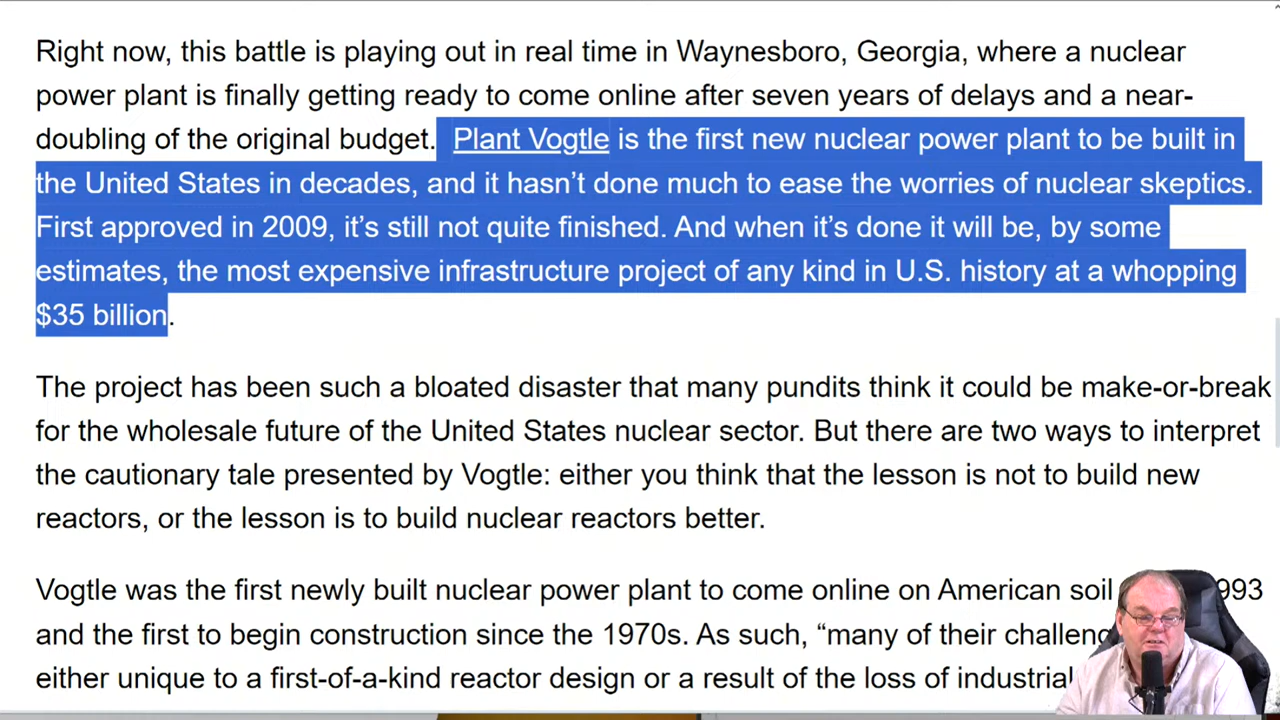 Right now, this battle is playing out in real time in Waynesboro, Georgia, where a nuclear
power plant is finally getting ready to come online after seven years of delays and a near-
doubling of the original budget. Plant Vogtle is the first new nuclear power plant to be built in
the United States in decades, and it hasn’t done much to ease the worries of nuclear skeptics.
First approved in 2009, it’s still not quite finished. And when it’s done it will be, by some
estimates, the most expensive infrastructure project of any kind in U.S. history at a whopping
$35 billion.
The project has been such a bloated disaster that many pundits think it could be make-or-break
for the wholesale future of the United States nuclear sector. But there are two ways to interpret
the cautionary tale presented by Vogtle: either you think that the lesson is not to build new
reactors, or the lesson is to build nuclear reactors better.
Vogtle was the first newly built nuclear power plant to come online on American soil 993
and the first to begin construction since the 1970s. As such, “many of their challeng
either unique to a first-of-a-kind reactor design or a result of the loss of industrial